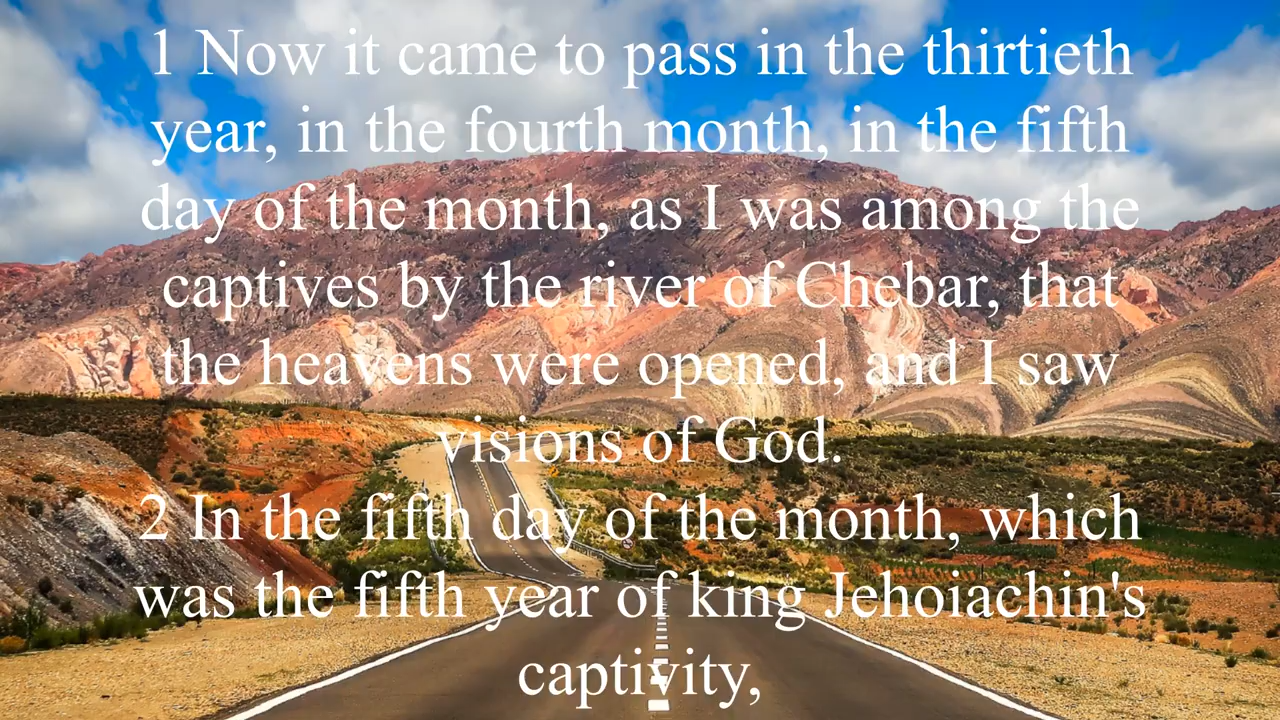 1 Now it came to pass in the thirtieth
year, in the fourth month, in the fifth
day of the month, as I was among the
captives by the river of Chebar, that
the heavens were opened, and I saw
visions of God.
2 In the fifth day of the month, which
was the fifth year of king Jehoiachin's
captivity,